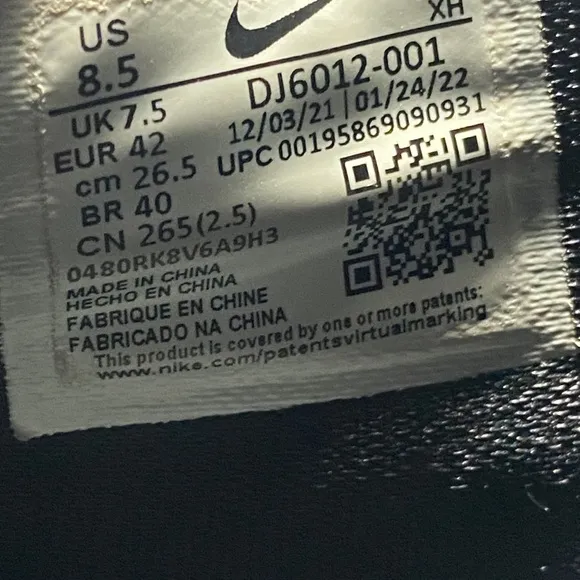 US
8.5
XH
UK 7.5
EUR 42
cm 26.5
BR 40
CN 265(2.5)
DJ6012-001
12/03/21 | 01/24/22
UPC 00195869090931
0480RK8V6A9H3
MADE IN CHINA
HECHO EN CHINA
FABRIQUE EN CHINE
FABRICADO NA CHINA
This product is covered by one or more patents:
www.nike.com/patentsvirtualmarking